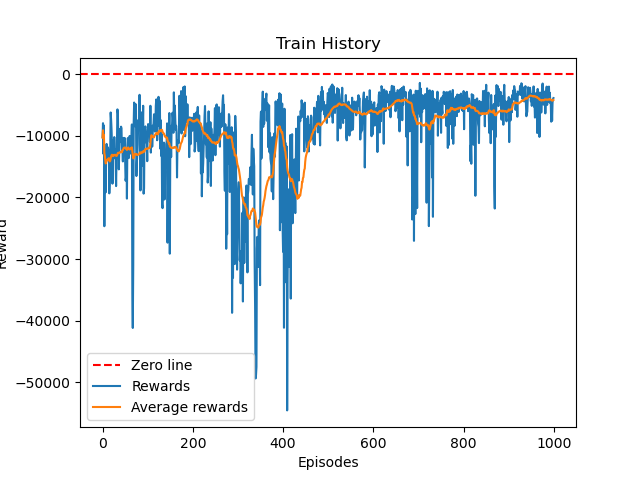 Train History
Reward
0
−10000
−20000
−30000
−40000
−50000
Zero line
Rewards
Average rewards
0
200
400
600
800
1000
Episodes